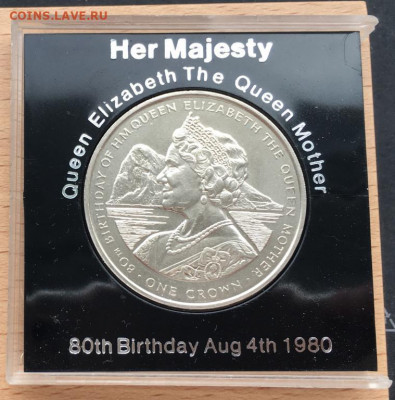 COINS.LAVE.RU
Her Majesty
Queen Elizabeth The Queen Mother
80TH BIRTHDAY OF H.M. QUEEN ELIZABETH THE QUEEN MOTHER
· ONE CROWN ·
80th Birthday Aug 4th 1980